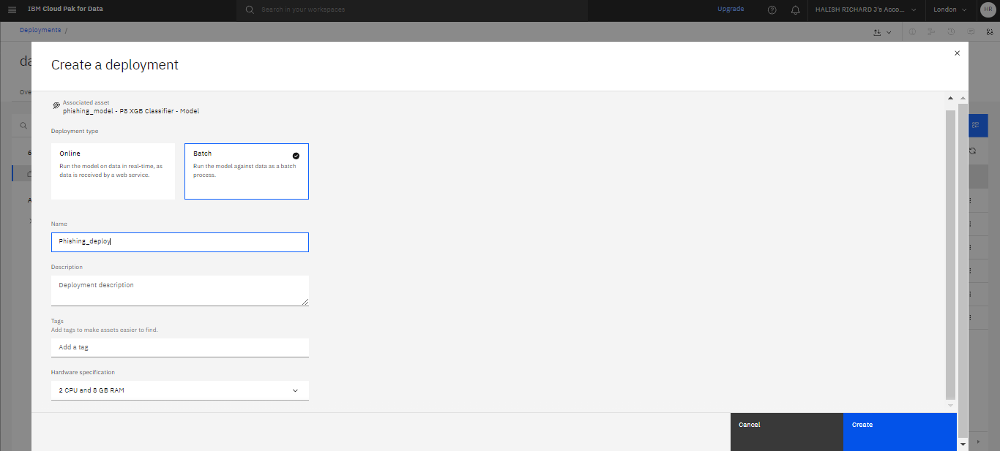 IBM Cloud Pak for Data
Search in your workspaces
Upgrade
HALISH RICHARD J's Acco...
London
HR
Deployments /
da
Ove
Create a deployment
Associated asset
phishing_model - P8 XGB Classifier - Model
Deployment type
Online
Run the model on data in real-time, as
data is received by a web service.
Batch
Run the model against data as a batch
process.
6
A
Name
Phishing_deploy
Description
Deployment description
Tags
Add tags to make assets easier to find.
Add a tag
Hardware specification
2 CPU and 8 GB RAM
Cancel
Create